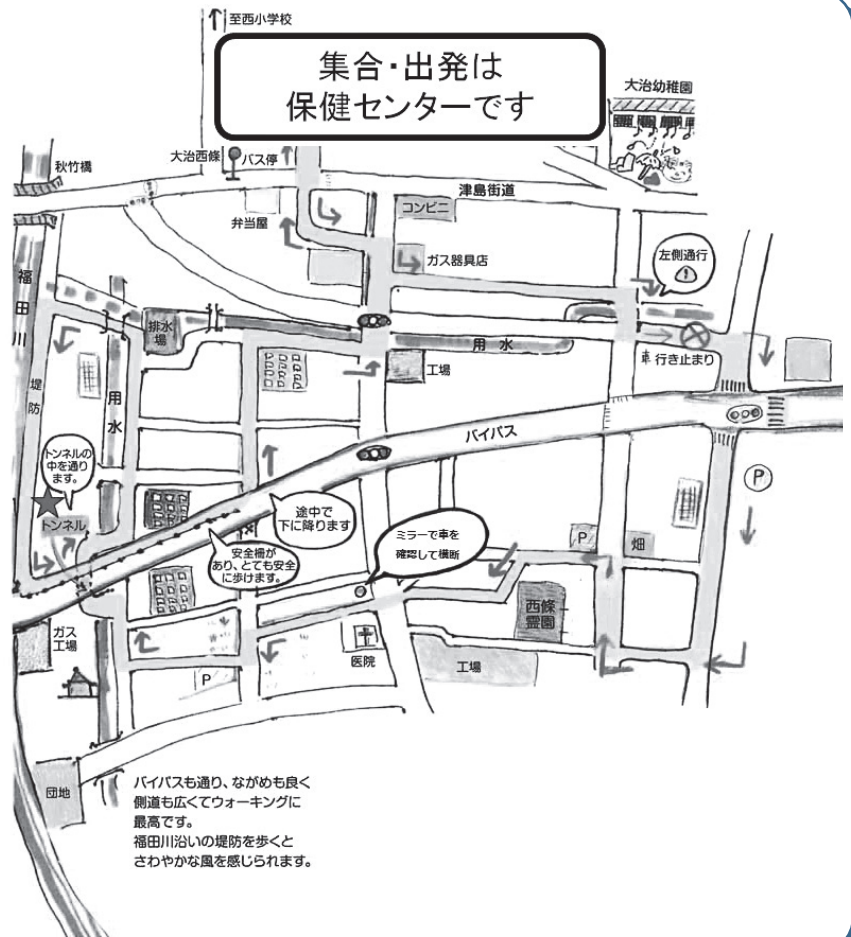 至西小学校
集合・出発は
保健センターです
大治幼稚園
秋竹橋
大治西條
バス停
津島街道
弁当屋
コンビニ
ガス器具店
左側通行
福田川
排水
場
用水
工場
車 行き止まり
堤防
用水
バイパス
トンネルの
中を通り
ます。
トンネル
途中で
下に降ります
ミラーで車を
確認して横断
安全柵が
あり、とても安全
に歩けます。
P
P
畑
西條
霊園
ガス
工場
医院
工場
P
団地
バイパスも通り、ながめも良く
側道も広くてウォーキングに
最高です。
福田川沿いの堤防を歩くと
さわやかな風を感じられます。